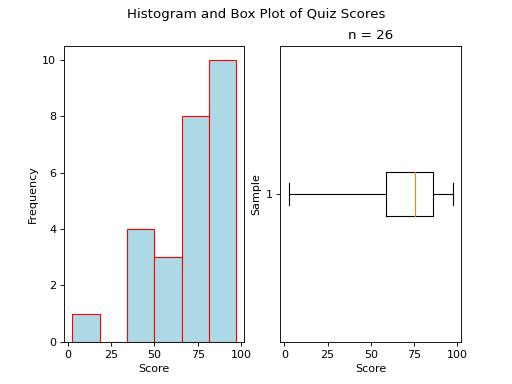 Histogram and Box Plot of Quiz Scores
n = 26
10
8
6
4
2
0
Frequency
0 25 50 75 100
Score
Sample
1
0 25 50 75 100
Score